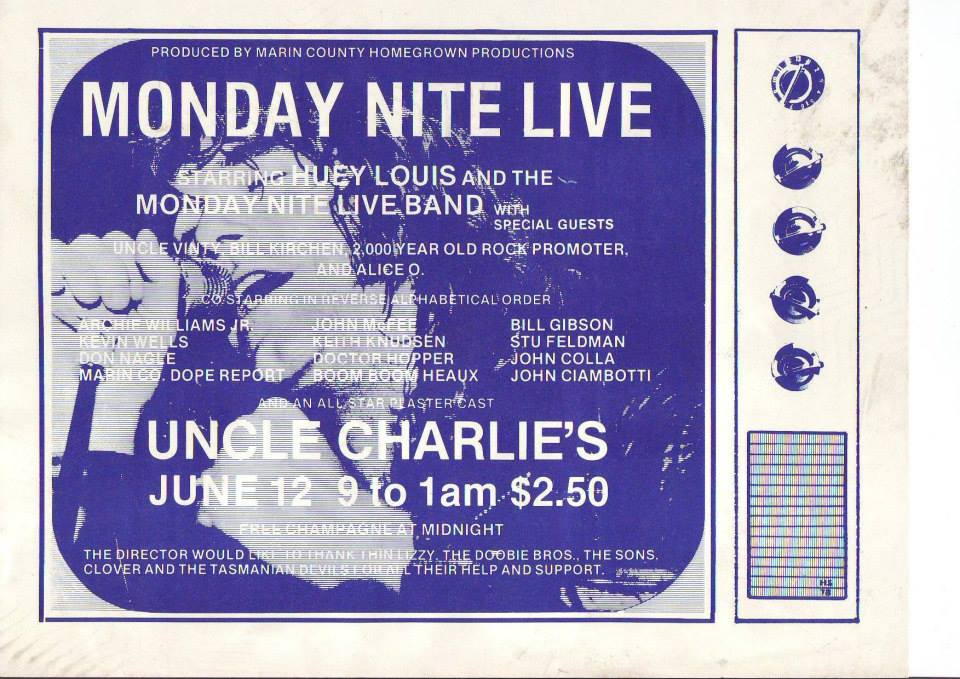 PRODUCED BY MARIN COUNTY HOMEGROWN PRODUCTIONS
MONDAY NITE LIVE
STARRING HUEY LOUIS AND THE
MONDAY NITE LIVE BAND WITH
SPECIAL GUESTS
UNCLE VINTY, BILL KIRCHEN, 2,000 YEAR OLD ROCK PROMOTER,
AND ALICE O.
CO-STARRING IN REVERSE ALPHABETICAL ORDER
ARCHIE WILLIAMS JR. JOHN McFEE BILL GIBSON
KEVIN WELLS KEITH KNUDSEN STU FELDMAN
DON NAGLE DOCTOR HOPPER JOHN COLLA
MARIN CO. DOPE REPORT BOOM BOOM HEAUX JOHN CIAMBOTTI
AND AN ALL STAR PLASTER CAST
UNCLE CHARLIE'S
JUNE 12 9 to 1am $2.50
FREE CHAMPAGNE AT MIDNIGHT
THE DIRECTOR WOULD LIKE TO THANK THIN LIZZY, THE DOOBIE BROS., THE SONS.
CLOVER AND THE TASMANIAN DEVILS FOR ALL THEIR HELP AND SUPPORT.
HS
78